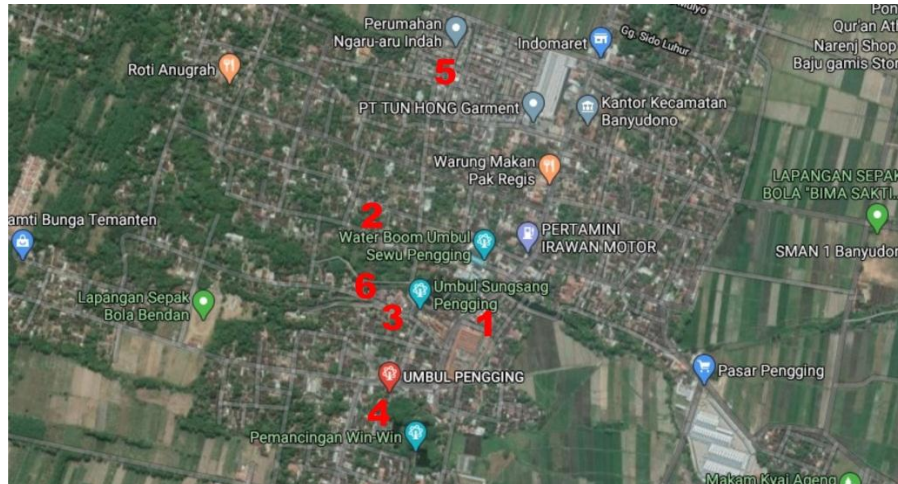 Pon
Mulyo
Qur'an Ath
Perumahan
Ngaru-aru Indah
Indomaret
Gg. Sido Luhur
Narenj Shop
Baju gamis Stor
Roti Anugrah
5
PT TUN HONG Garment
Kantor Kecamatan
Banyudono
Warung Makan
Pak Regis
LAPANGAN SEPAK
BOLA "BIMA SAKTI...
2
amti Bunga Temanten
Water Boom Umbul
Sewu Pengging
PERTAMINI
IRAWAN MOTOR
SMAN 1 Banyudon
6
Umbul Sungsang
Pengging
Lapangan Sepak
Bola Bendan
3
1
UMBUL PENGGING
Pasar Pengging
4
Pemancingan Win-Win
Makam Kyai Ageng